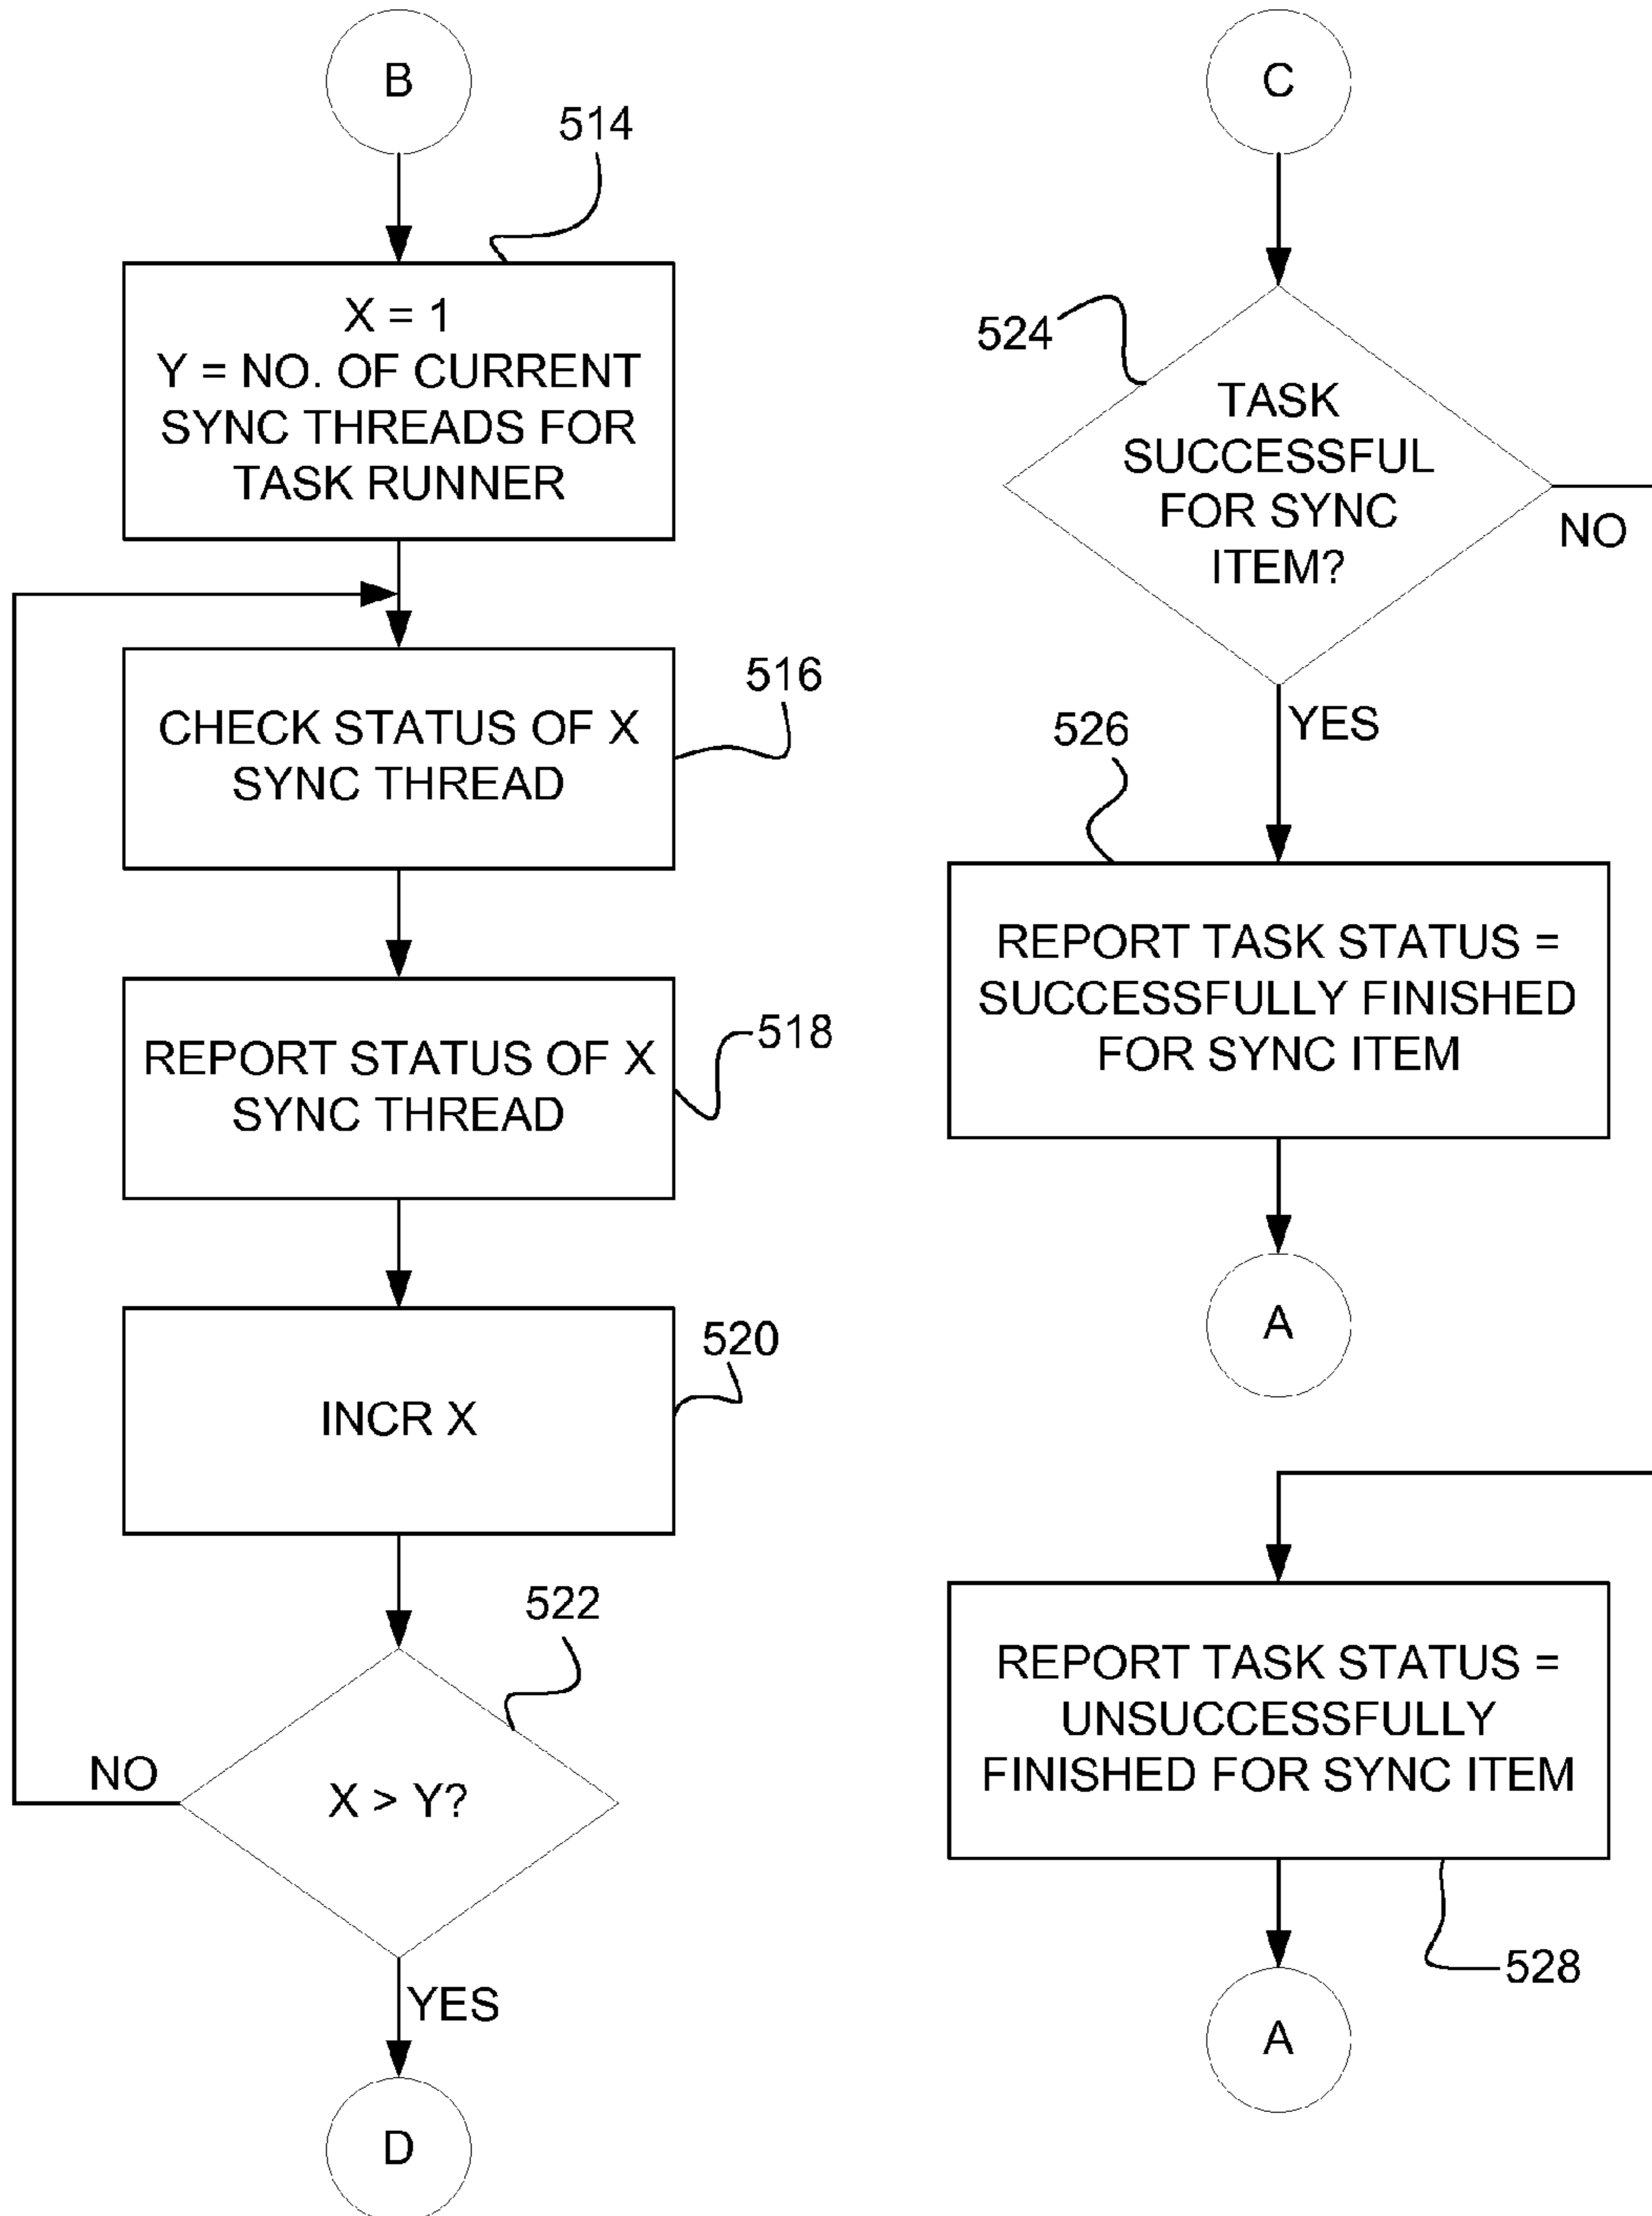 B
514
X = 1
Y = NO. OF CURRENT
SYNC THREADS FOR
TASK RUNNER
516
CHECK STATUS OF X
SYNC THREAD
518
REPORT STATUS OF X
SYNC THREAD
520
INCR X
522
NO
X > Y?
YES
D
C
524
TASK
SUCCESSFUL
FOR SYNC
ITEM?
NO
YES
526
REPORT TASK STATUS =
SUCCESSFULLY FINISHED
FOR SYNC ITEM
A
REPORT TASK STATUS =
UNSUCCESSFULLY
FINISHED FOR SYNC ITEM
528
A